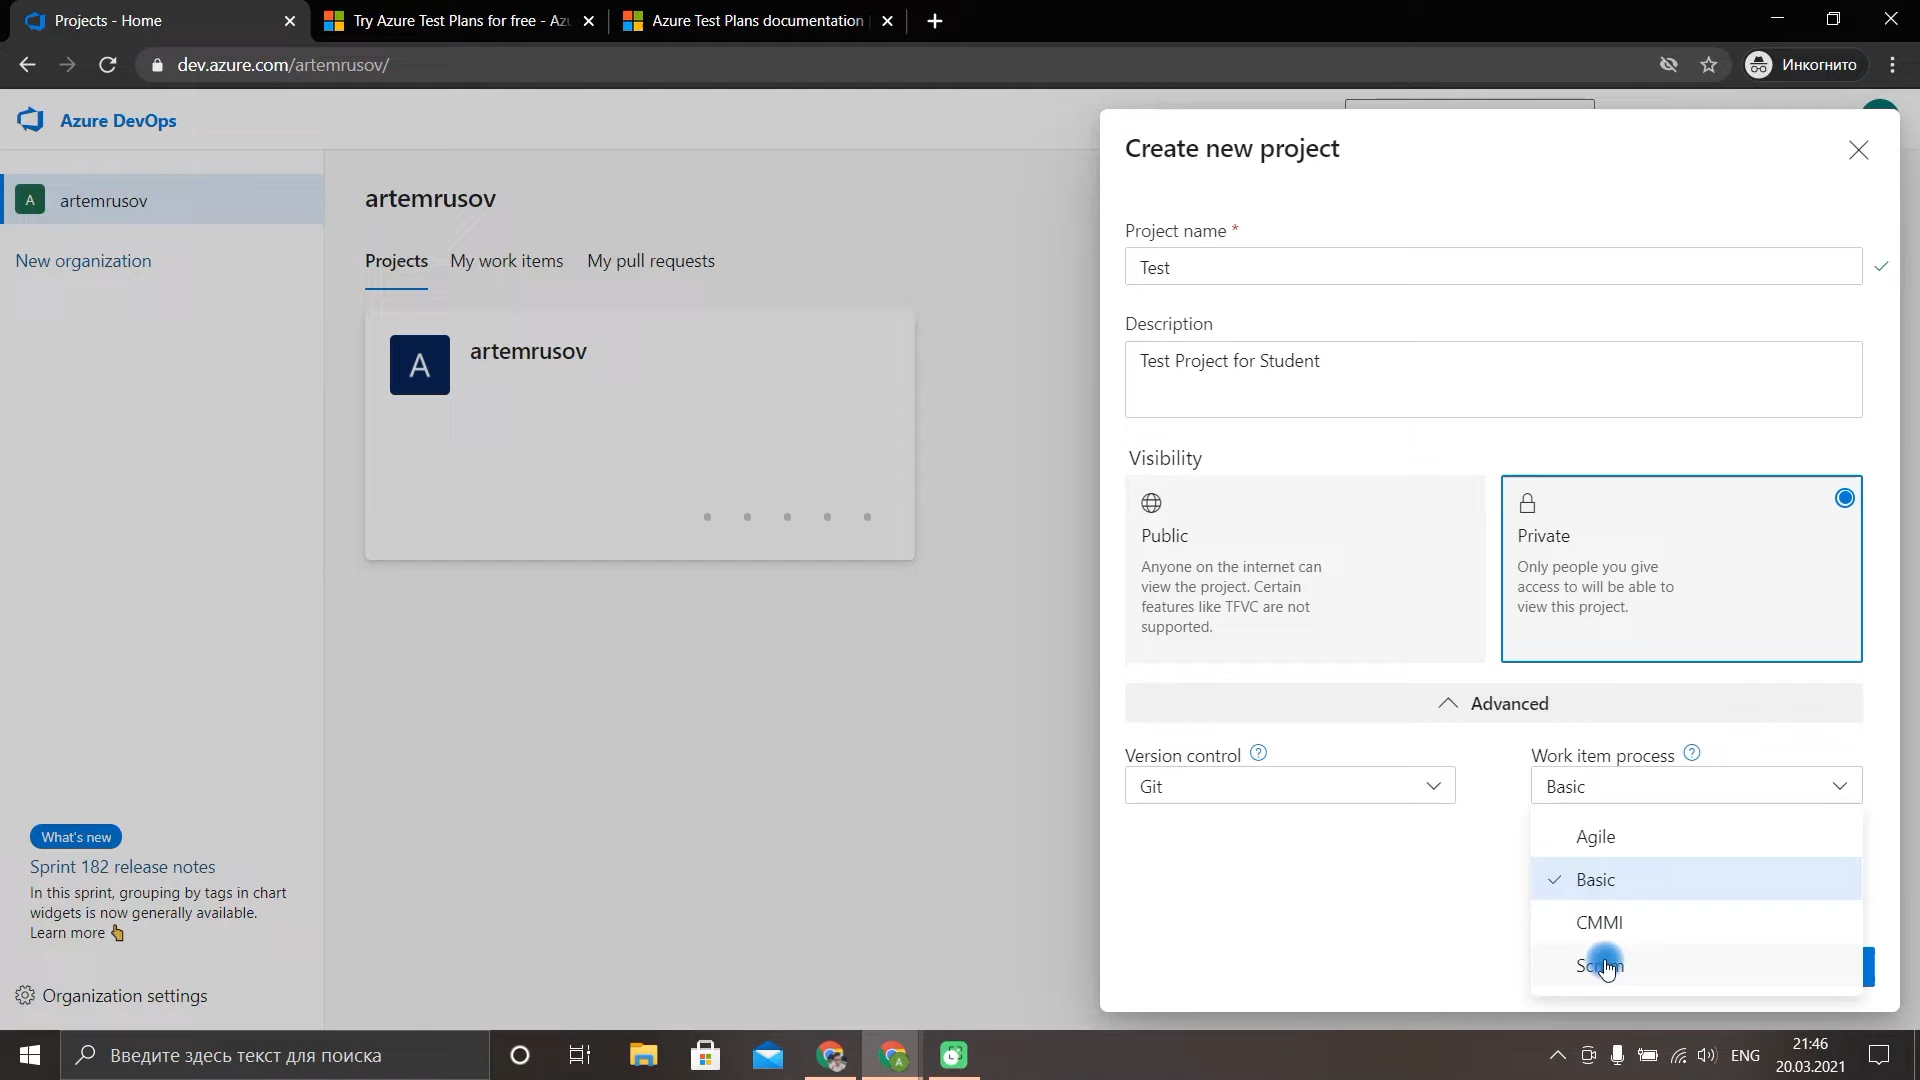 Projects - Home
Try Azure Test Plans for free - Az
Azure Test Plans documentation
dev.azure.com/artemrusov/
Инкогнито
Azure DevOps
A
artemrusov
New organization
What's new
Sprint 182 release notes
In this sprint, grouping by tags in chart
widgets is now generally available.
Learn more
Organization settings
artemrusov
Projects
My work items
My pull requests
A
artemrusov
Create new project
Project name *
Test
Description
Test Project for Student
Visibility
Public
Anyone on the internet can
view the project. Certain
features like TFVC are not
supported.
Private
Only people you give
access to will be able to
view this project.
Advanced
Version control ?
Git
Work item process ?
Basic
Agile
Basic
CMMI
Scrum
Введите здесь текст для поиска
A
ENG
21:46
20.03.2021